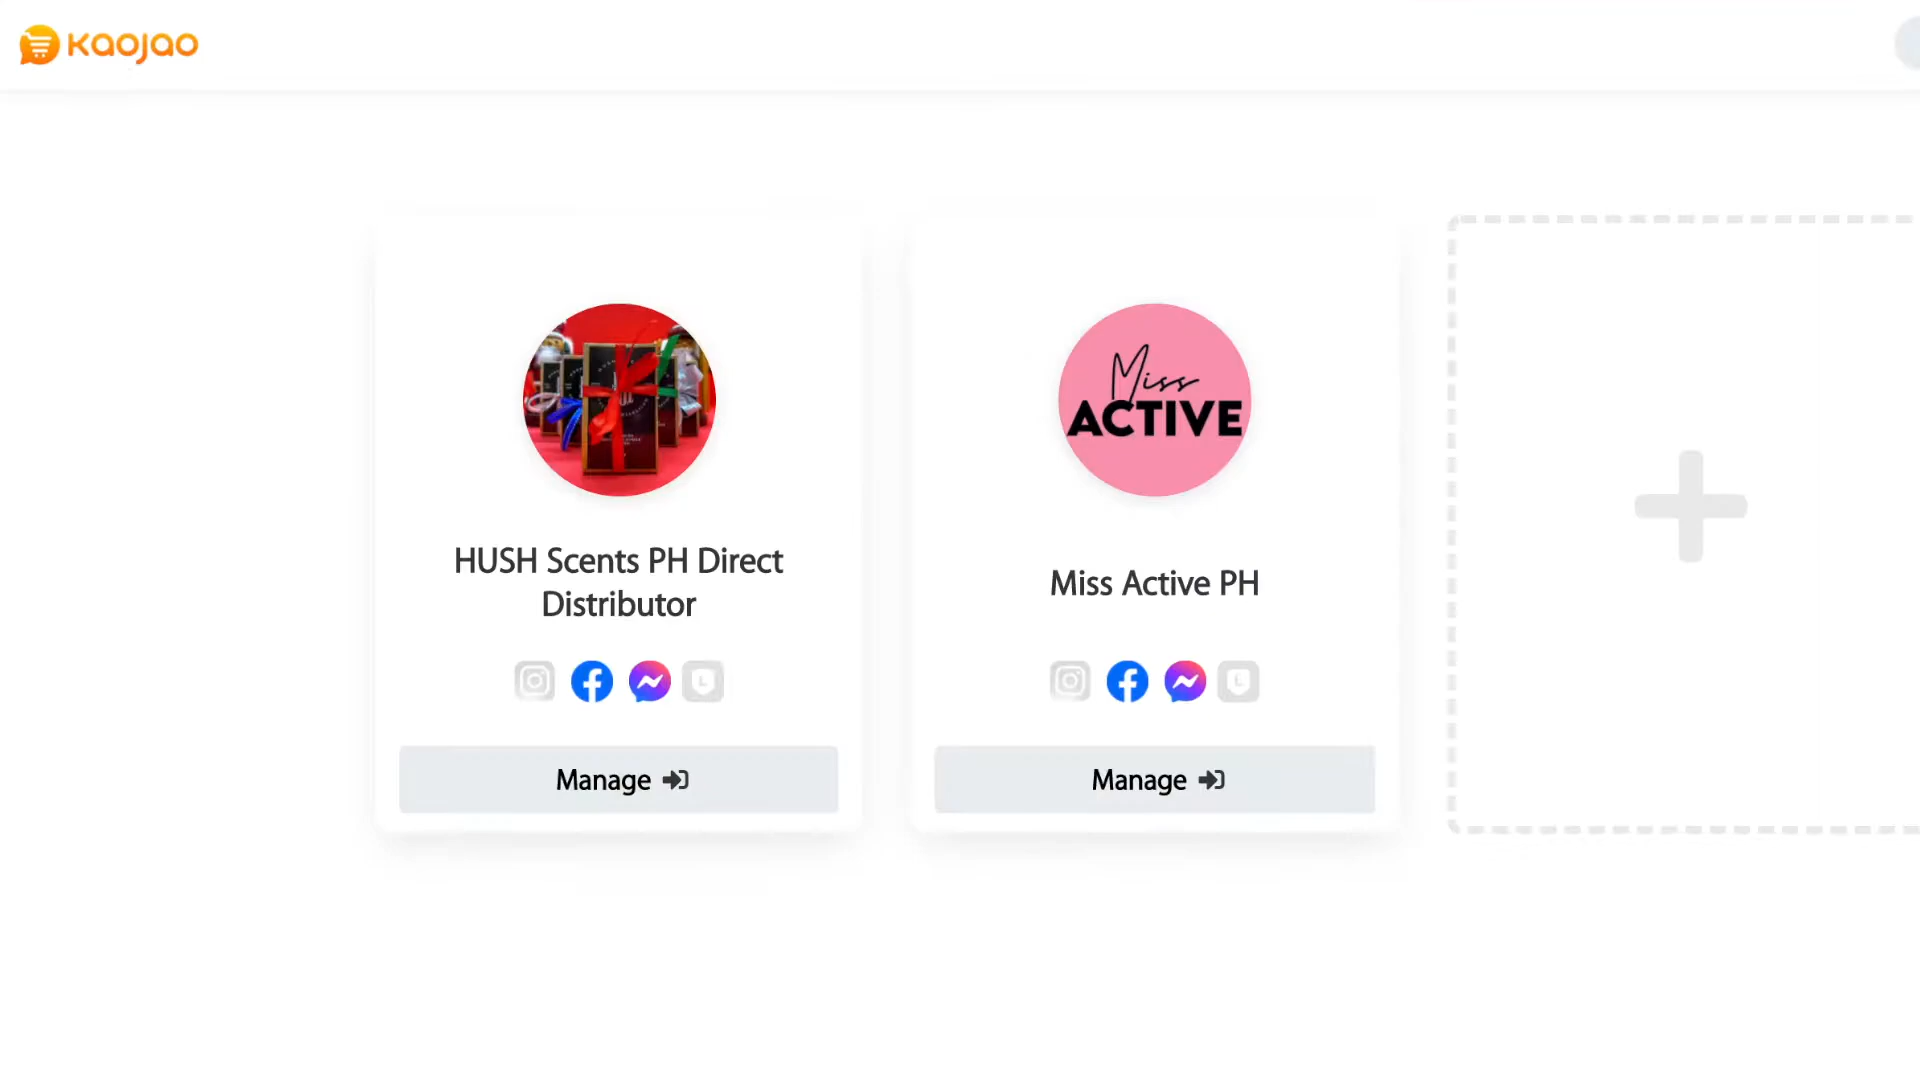 KAOJAO
HUSH Scents PH Direct
Distributor
Manage
Miss
ACTIVE
Miss Active PH
Manage